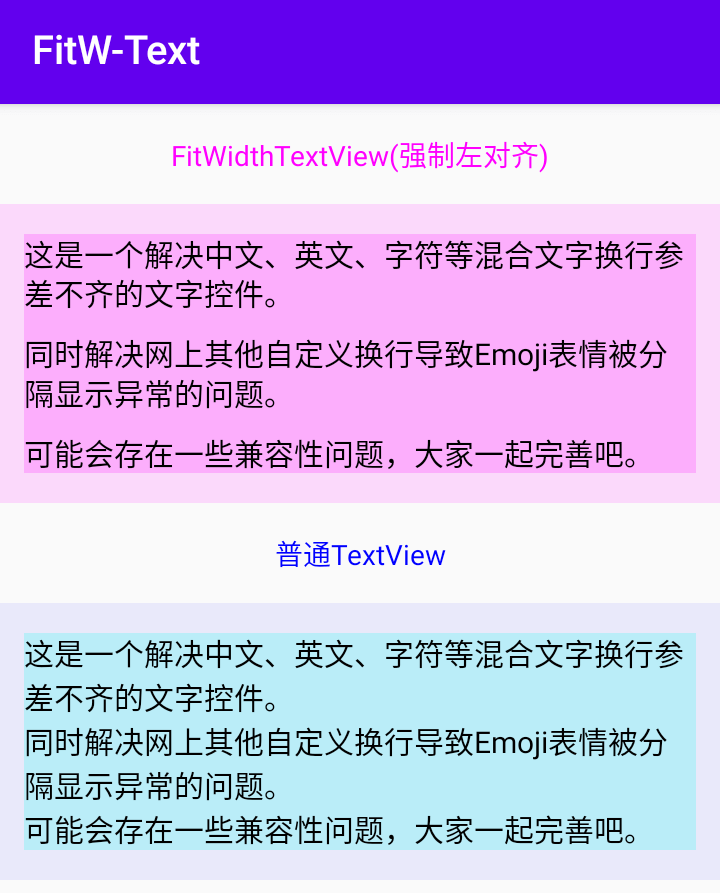 FitW-Text
FitWidthTextView(强制左对齐)
这是一个解决中文、英文、字符等混合文字换行参
差不齐的文字控件。
同时解决网上其他自定义换行导致Emoji表情被分
隔显示异常的问题。
可能会存在一些兼容性问题，大家一起完善吧。
普通TextView
这是一个解决中文、英文、字符等混合文字换行参
差不齐的文字控件。
同时解决网上其他自定义换行导致Emoji表情被分
隔显示异常的问题。
可能会存在一些兼容性问题，大家一起完善吧。